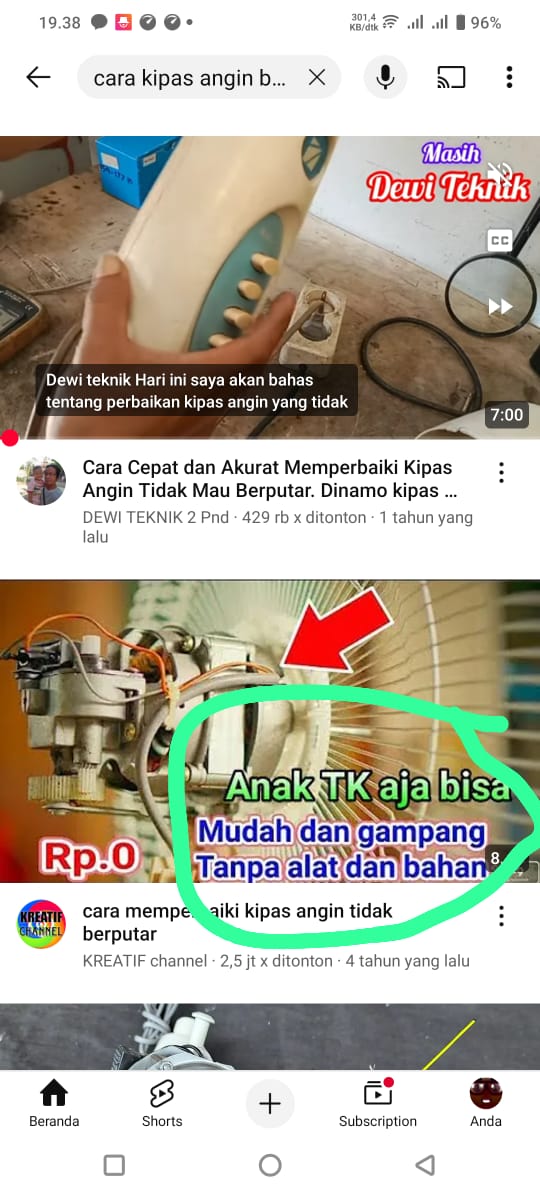 19.38
301,4
KB/dtk
96%
cara kipas angin b...
Masih
Dewi Teknik
CC
Dewi teknik Hari ini saya akan bahas
tentang perbaikan kipas angin yang tidak
7:00
Cara Cepat dan Akurat Memperbaiki Kipas
Angin Tidak Mau Berputar. Dinamo kipas ...
DEWI TEKNIK 2 Pnd · 429 rb x ditonton · 1 tahun yang
lalu
Anak TK aja bisa
Mudah dan gampang
Rp.0
Tanpa alat dan bahan
KREATIF
CHANNEL
cara memperbaiki kipas angin tidak
berputar
KREATIF channel · 2,5 jt x ditonton · 4 tahun yang lalu
Beranda
Shorts
Subscription
Anda